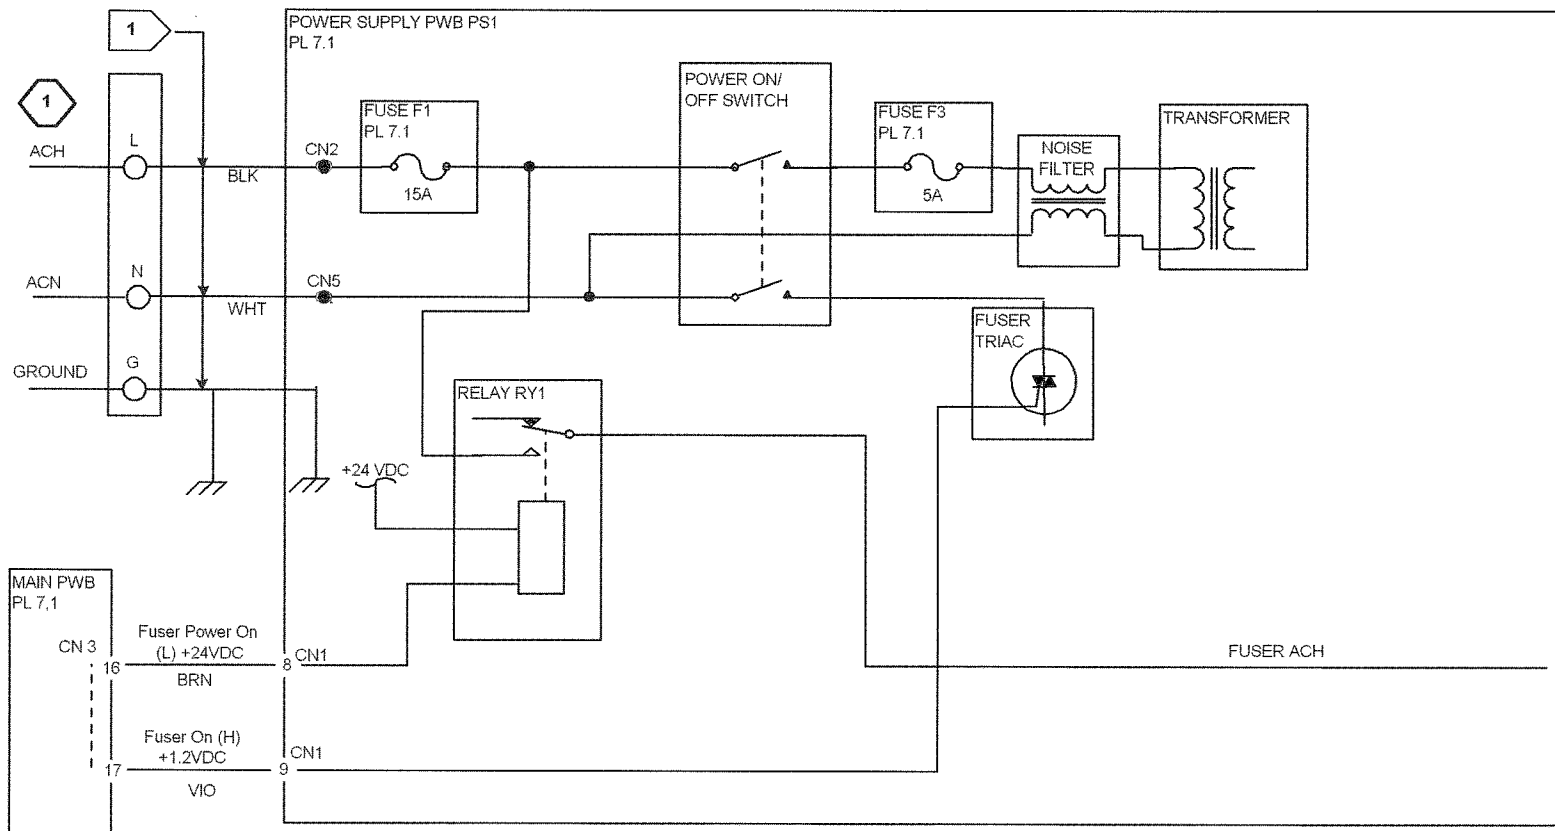 1
POWER SUPPLY PWB PS1
PL 7.1
1
POWER ON/
OFF SWITCH
FUSE F1
PL 7.1
FUSE F3
PL 7.1
TRANSFORMER
L
ACH
CN2
BLK
15A
5A
NOISE
FILTER
N
ACN
CN5
WHT
FUSER
TRIAC
G
GROUND
RELAY RY1
+24 VDC
MAIN PWB
PL 7,1
Fuser Power On
(L) +24VDC
CN 3
16
BRN
8
CN1
FUSER ACH
Fuser On (H)
+1.2VDC
17
VIO
CN1
9